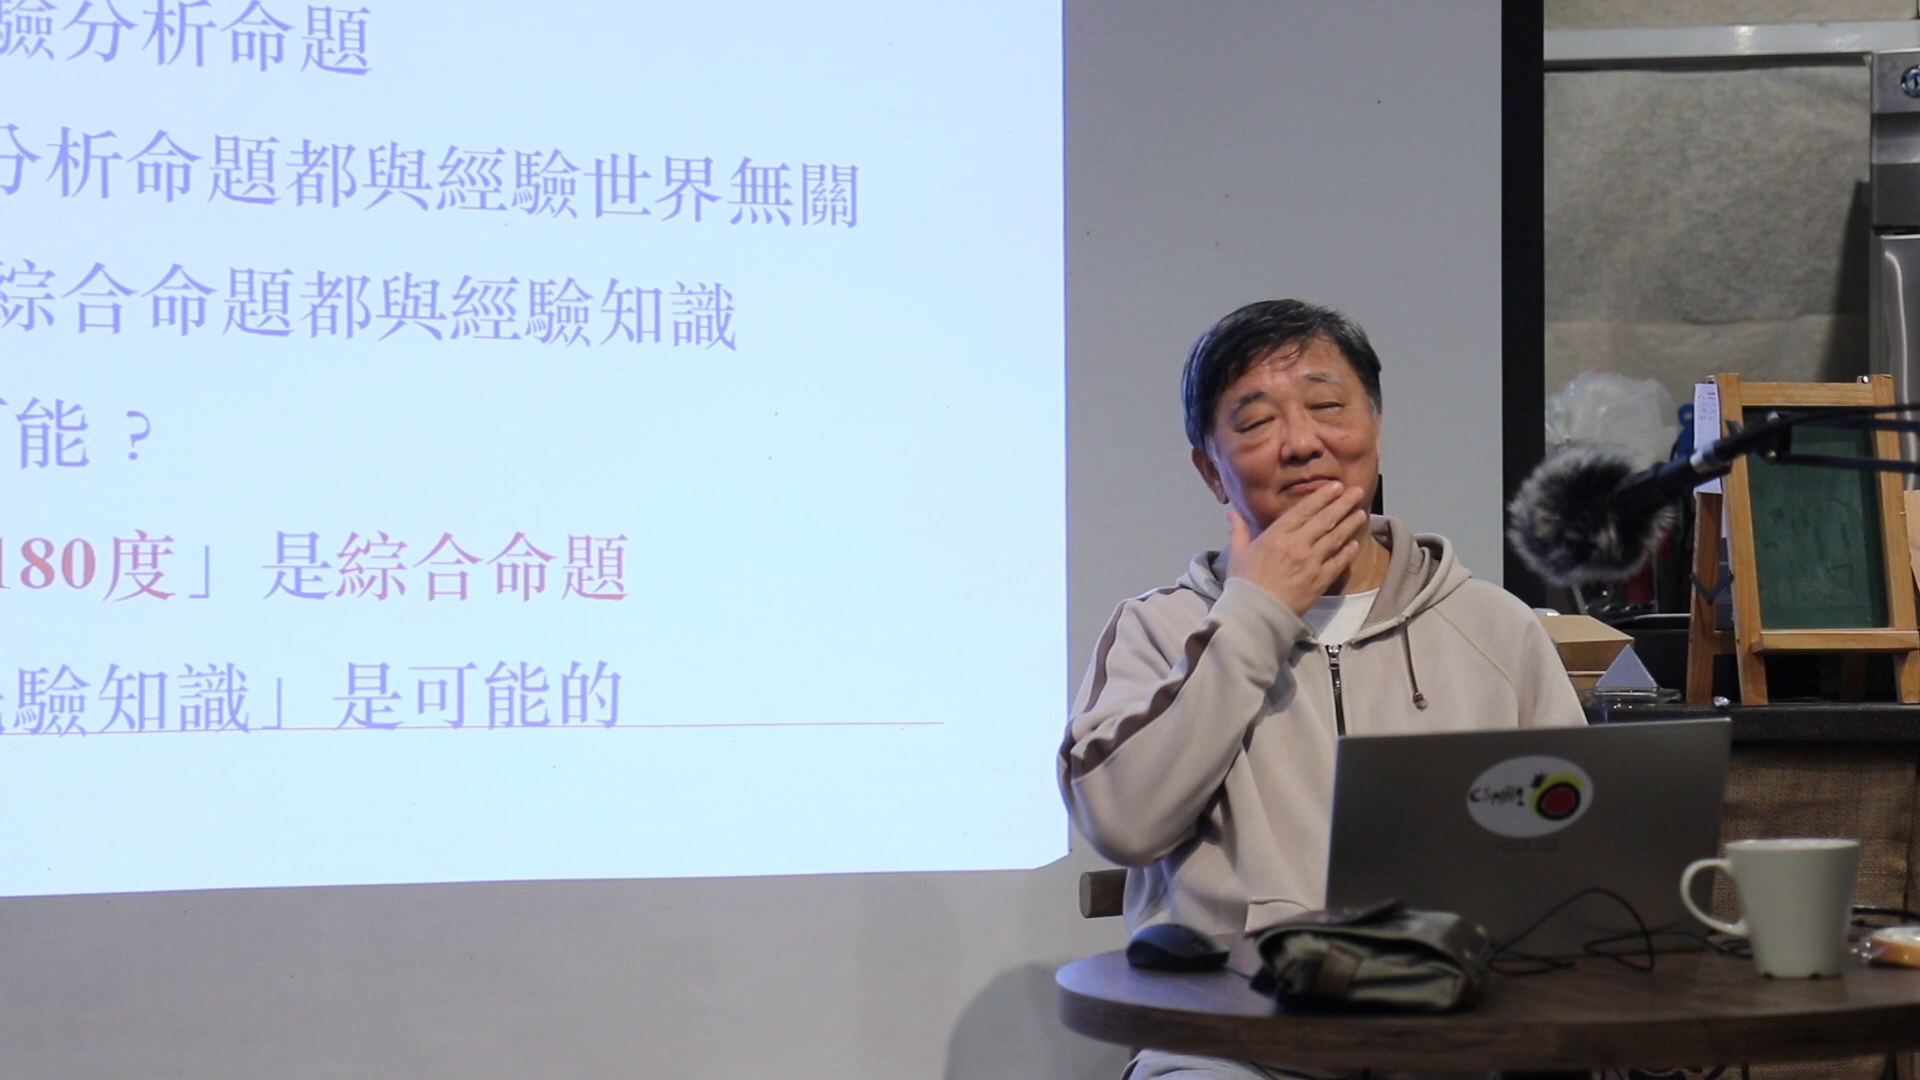 驗分析命題
分析命題都與經驗世界無關
綜合命題都與經驗知識
可能？
180度」是綜合命題
驗知識」是可能的
ASUS